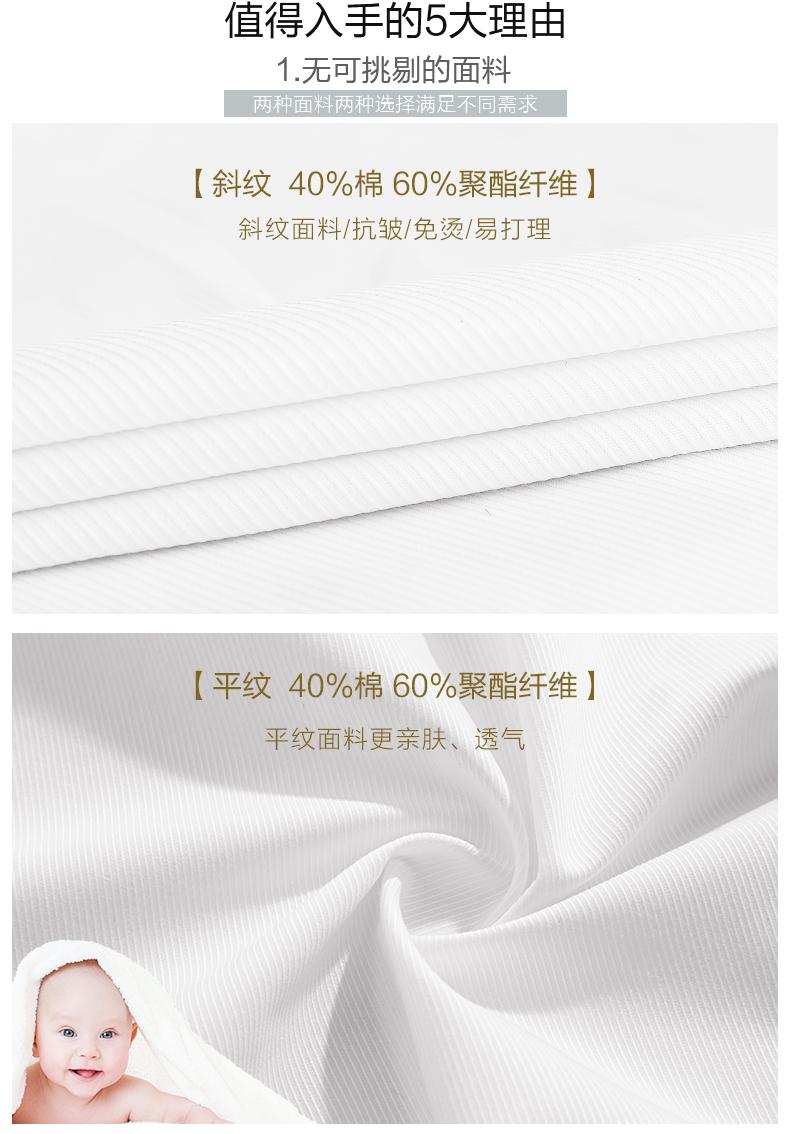 值得入手的5大理由
1.无可挑剔的面料
两种面料两种选择满足不同需求
【 斜纹 40%棉 60%聚酯纤维 】
斜纹面料/抗皱/免烫/易打理
【 平纹 40%棉 60%聚酯纤维 】
平纹面料更亲肤、透气